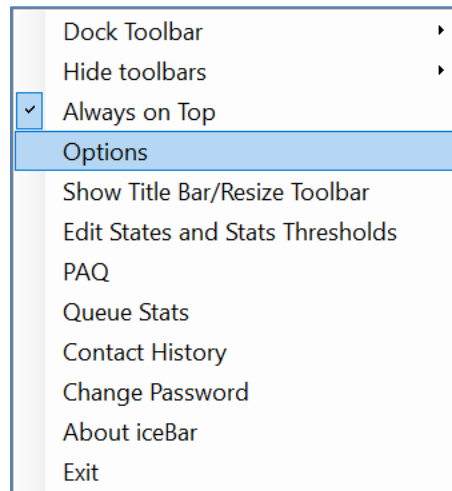 Dock Toolbar
Hide toolbars
Always on Top
Options
Show Title Bar/Resize Toolbar
Edit States and Stats Thresholds
PAQ
Queue Stats
Contact History
Change Password
About iceBar
Exit